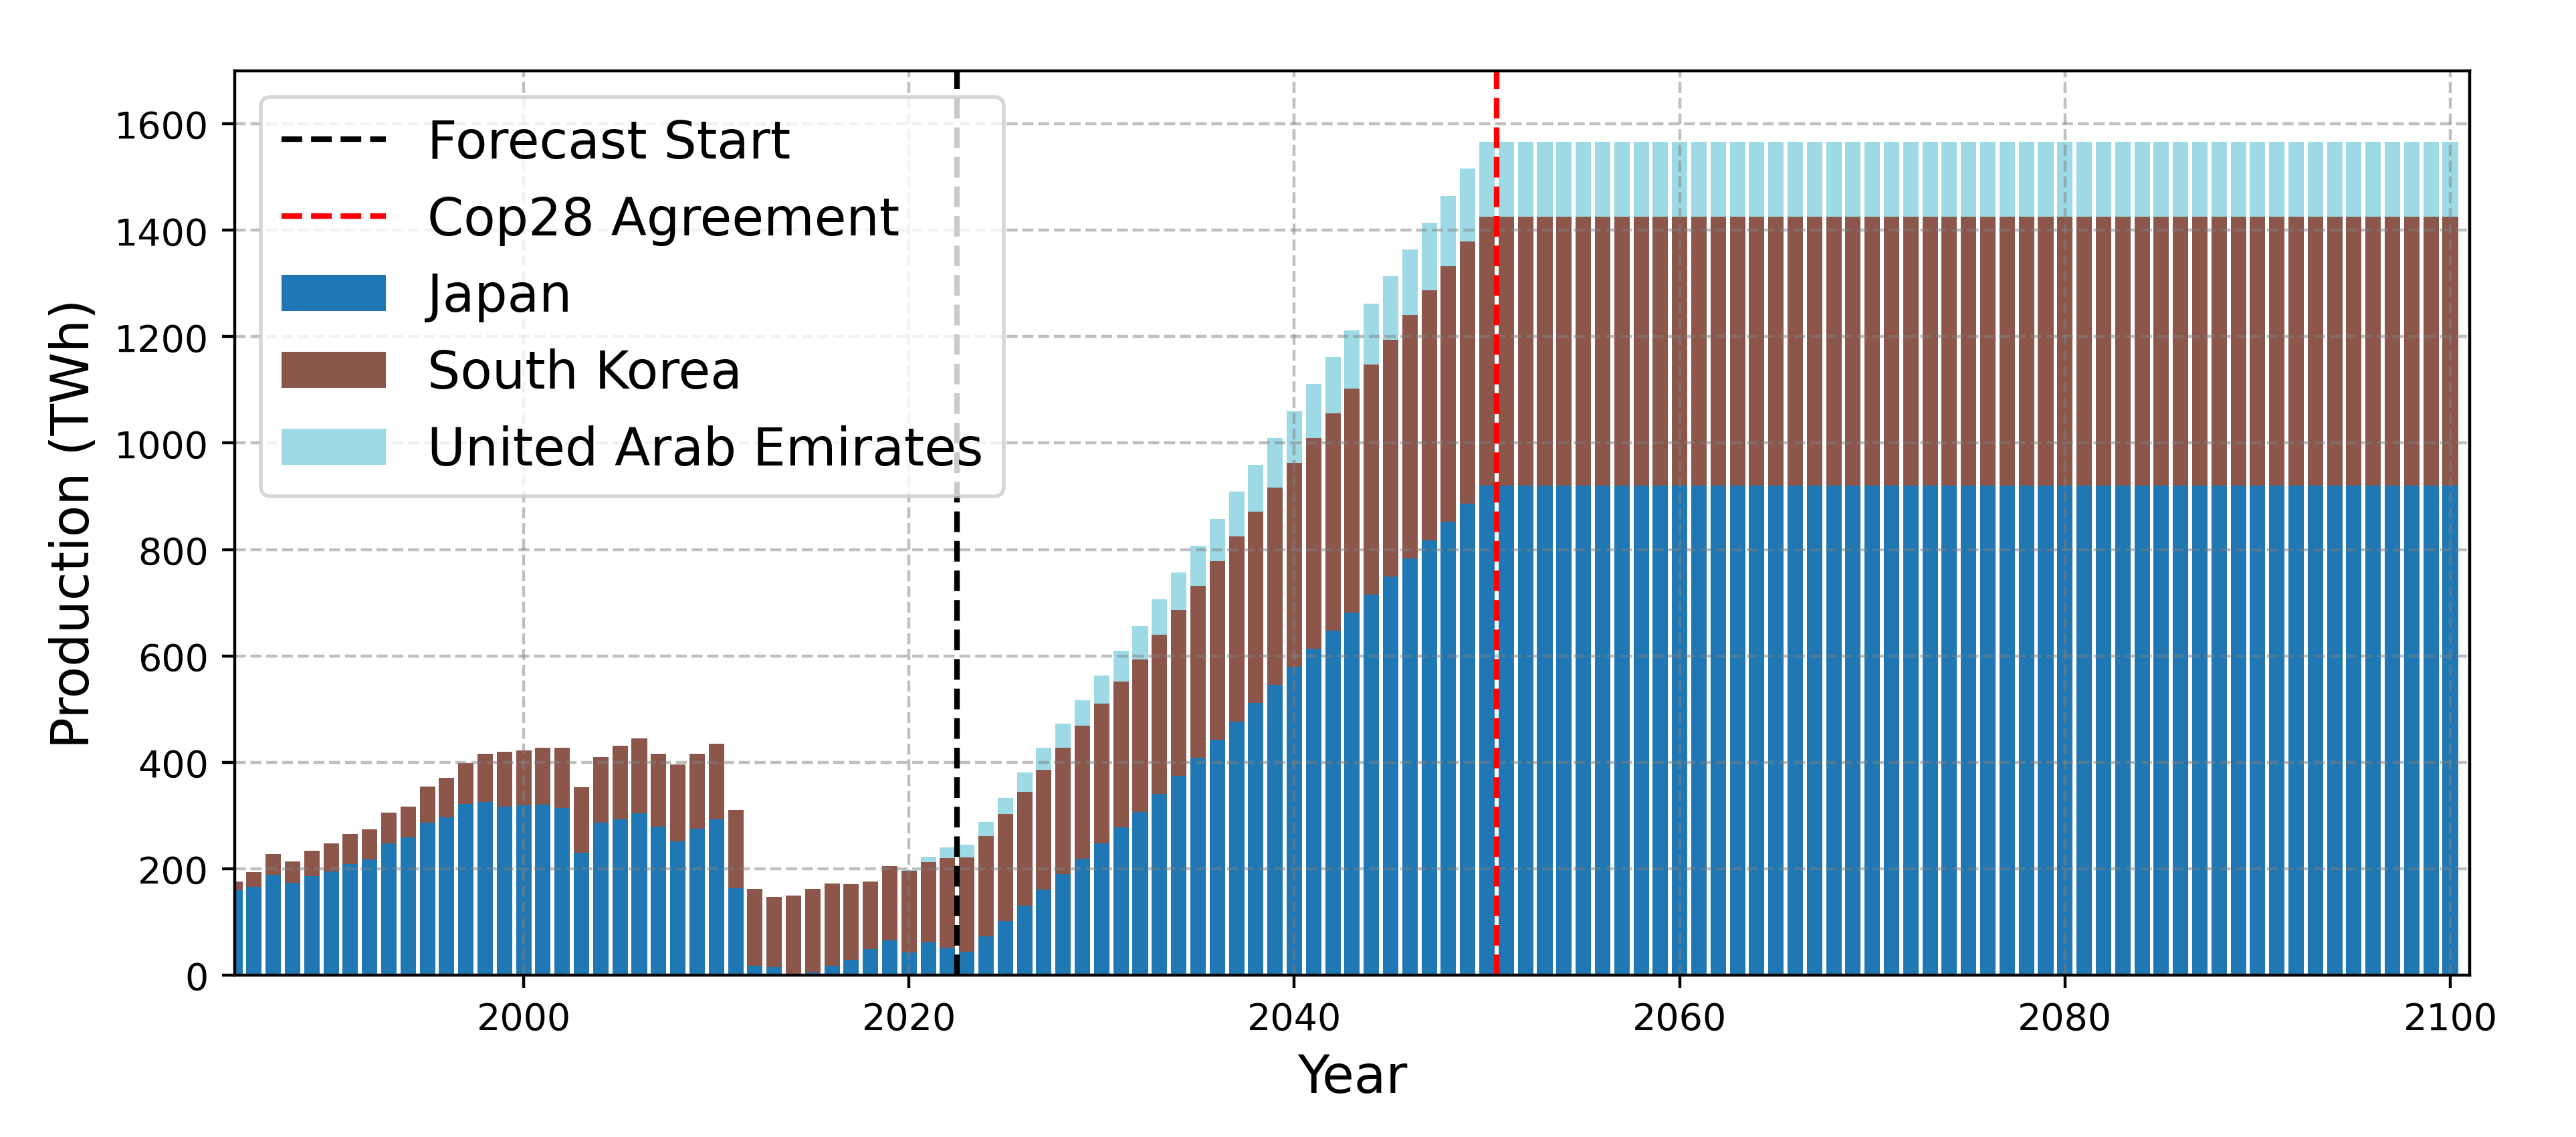 Forecast Start
Cop28 Agreement
Japan
South Korea
United Arab Emirates
Production (TWh)
1600
1400
1200
1000
800
600
400
200
0
2000 2020 2040 2060 2080 2100
Year